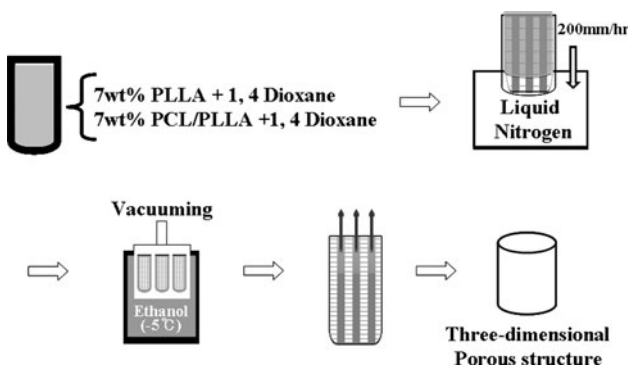 7wt% PLLA + 1, 4 Dioxane
7wt% PCL/PLLA +1, 4 Dioxane
200mm/hr
Liquid
Nitrogen
Vacuuming
Ethanol
(-5℃)
Three-dimensional
Porous structure